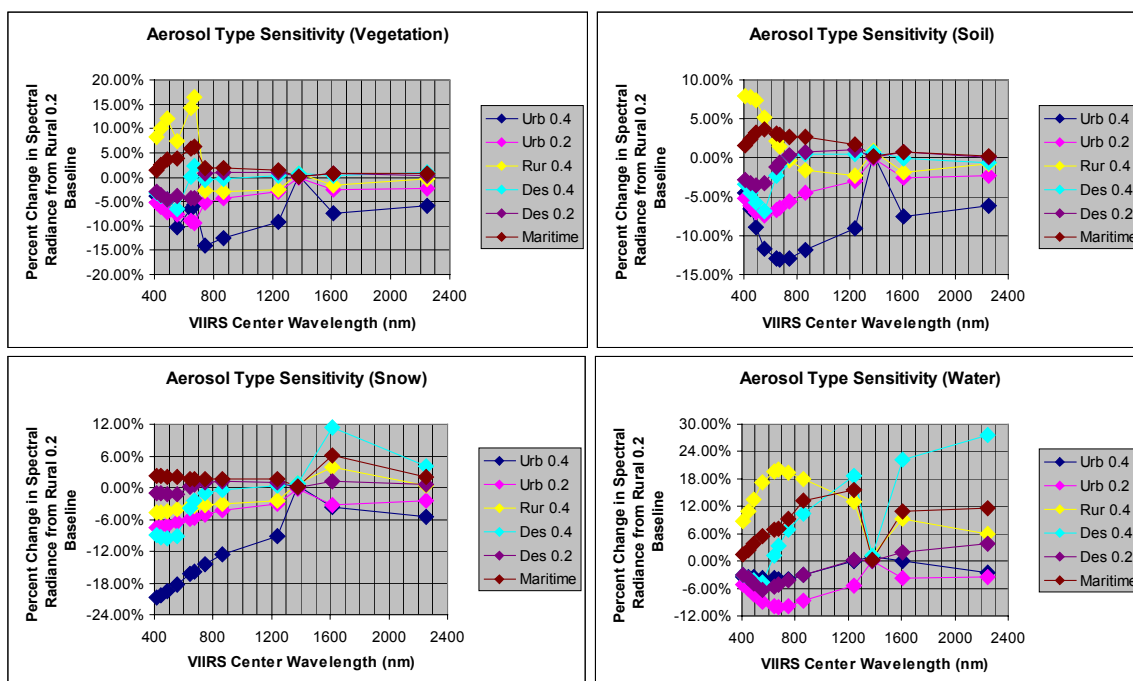 Aerosol Type Sensitivity (Vegetation)
Percent Change in Spectral
Radiance from Rural 0.2
Baseline
20.00%
15.00%
10.00%
5.00%
0.00%
-5.00%
-10.00%
-15.00%
-20.00%
400 800 1200 1600 2000 2400
VIIRS Center Wavelength (nm)
Urb 0.4
Urb 0.2
Rur 0.4
Des 0.4
Des 0.2
Maritime
Aerosol Type Sensitivity (Soil)
Percent Change in Spectral
Radiance from Rural 0.2
Baseline
10.00%
5.00%
0.00%
-5.00%
-10.00%
-15.00%
400 800 1200 1600 2000 2400
VIIRS Center Wavelength (nm)
Urb 0.4
Urb 0.2
Rur 0.4
Des 0.4
Des 0.2
Maritime
Aerosol Type Sensitivity (Snow)
Percent Change in Spectral
Radiance from Rural 0.2
Baseline
12.00%
6.00%
0.00%
-6.00%
-12.00%
-18.00%
-24.00%
400 800 1200 1600 2000 2400
VIIRS Center Wavelength (nm)
Urb 0.4
Urb 0.2
Rur 0.4
Des 0.4
Des 0.2
Maritime
Aerosol Type Sensitivity (Water)
Percent Change in Spectral
Radiance from Rural 0.2
Baseline
30.00%
24.00%
18.00%
12.00%
6.00%
0.00%
-6.00%
-12.00%
400 800 1200 1600 2000 2400
VIIRS Center Wavelength (nm)
Urb 0.4
Urb 0.2
Rur 0.4
Des 0.4
Des 0.2
Maritime